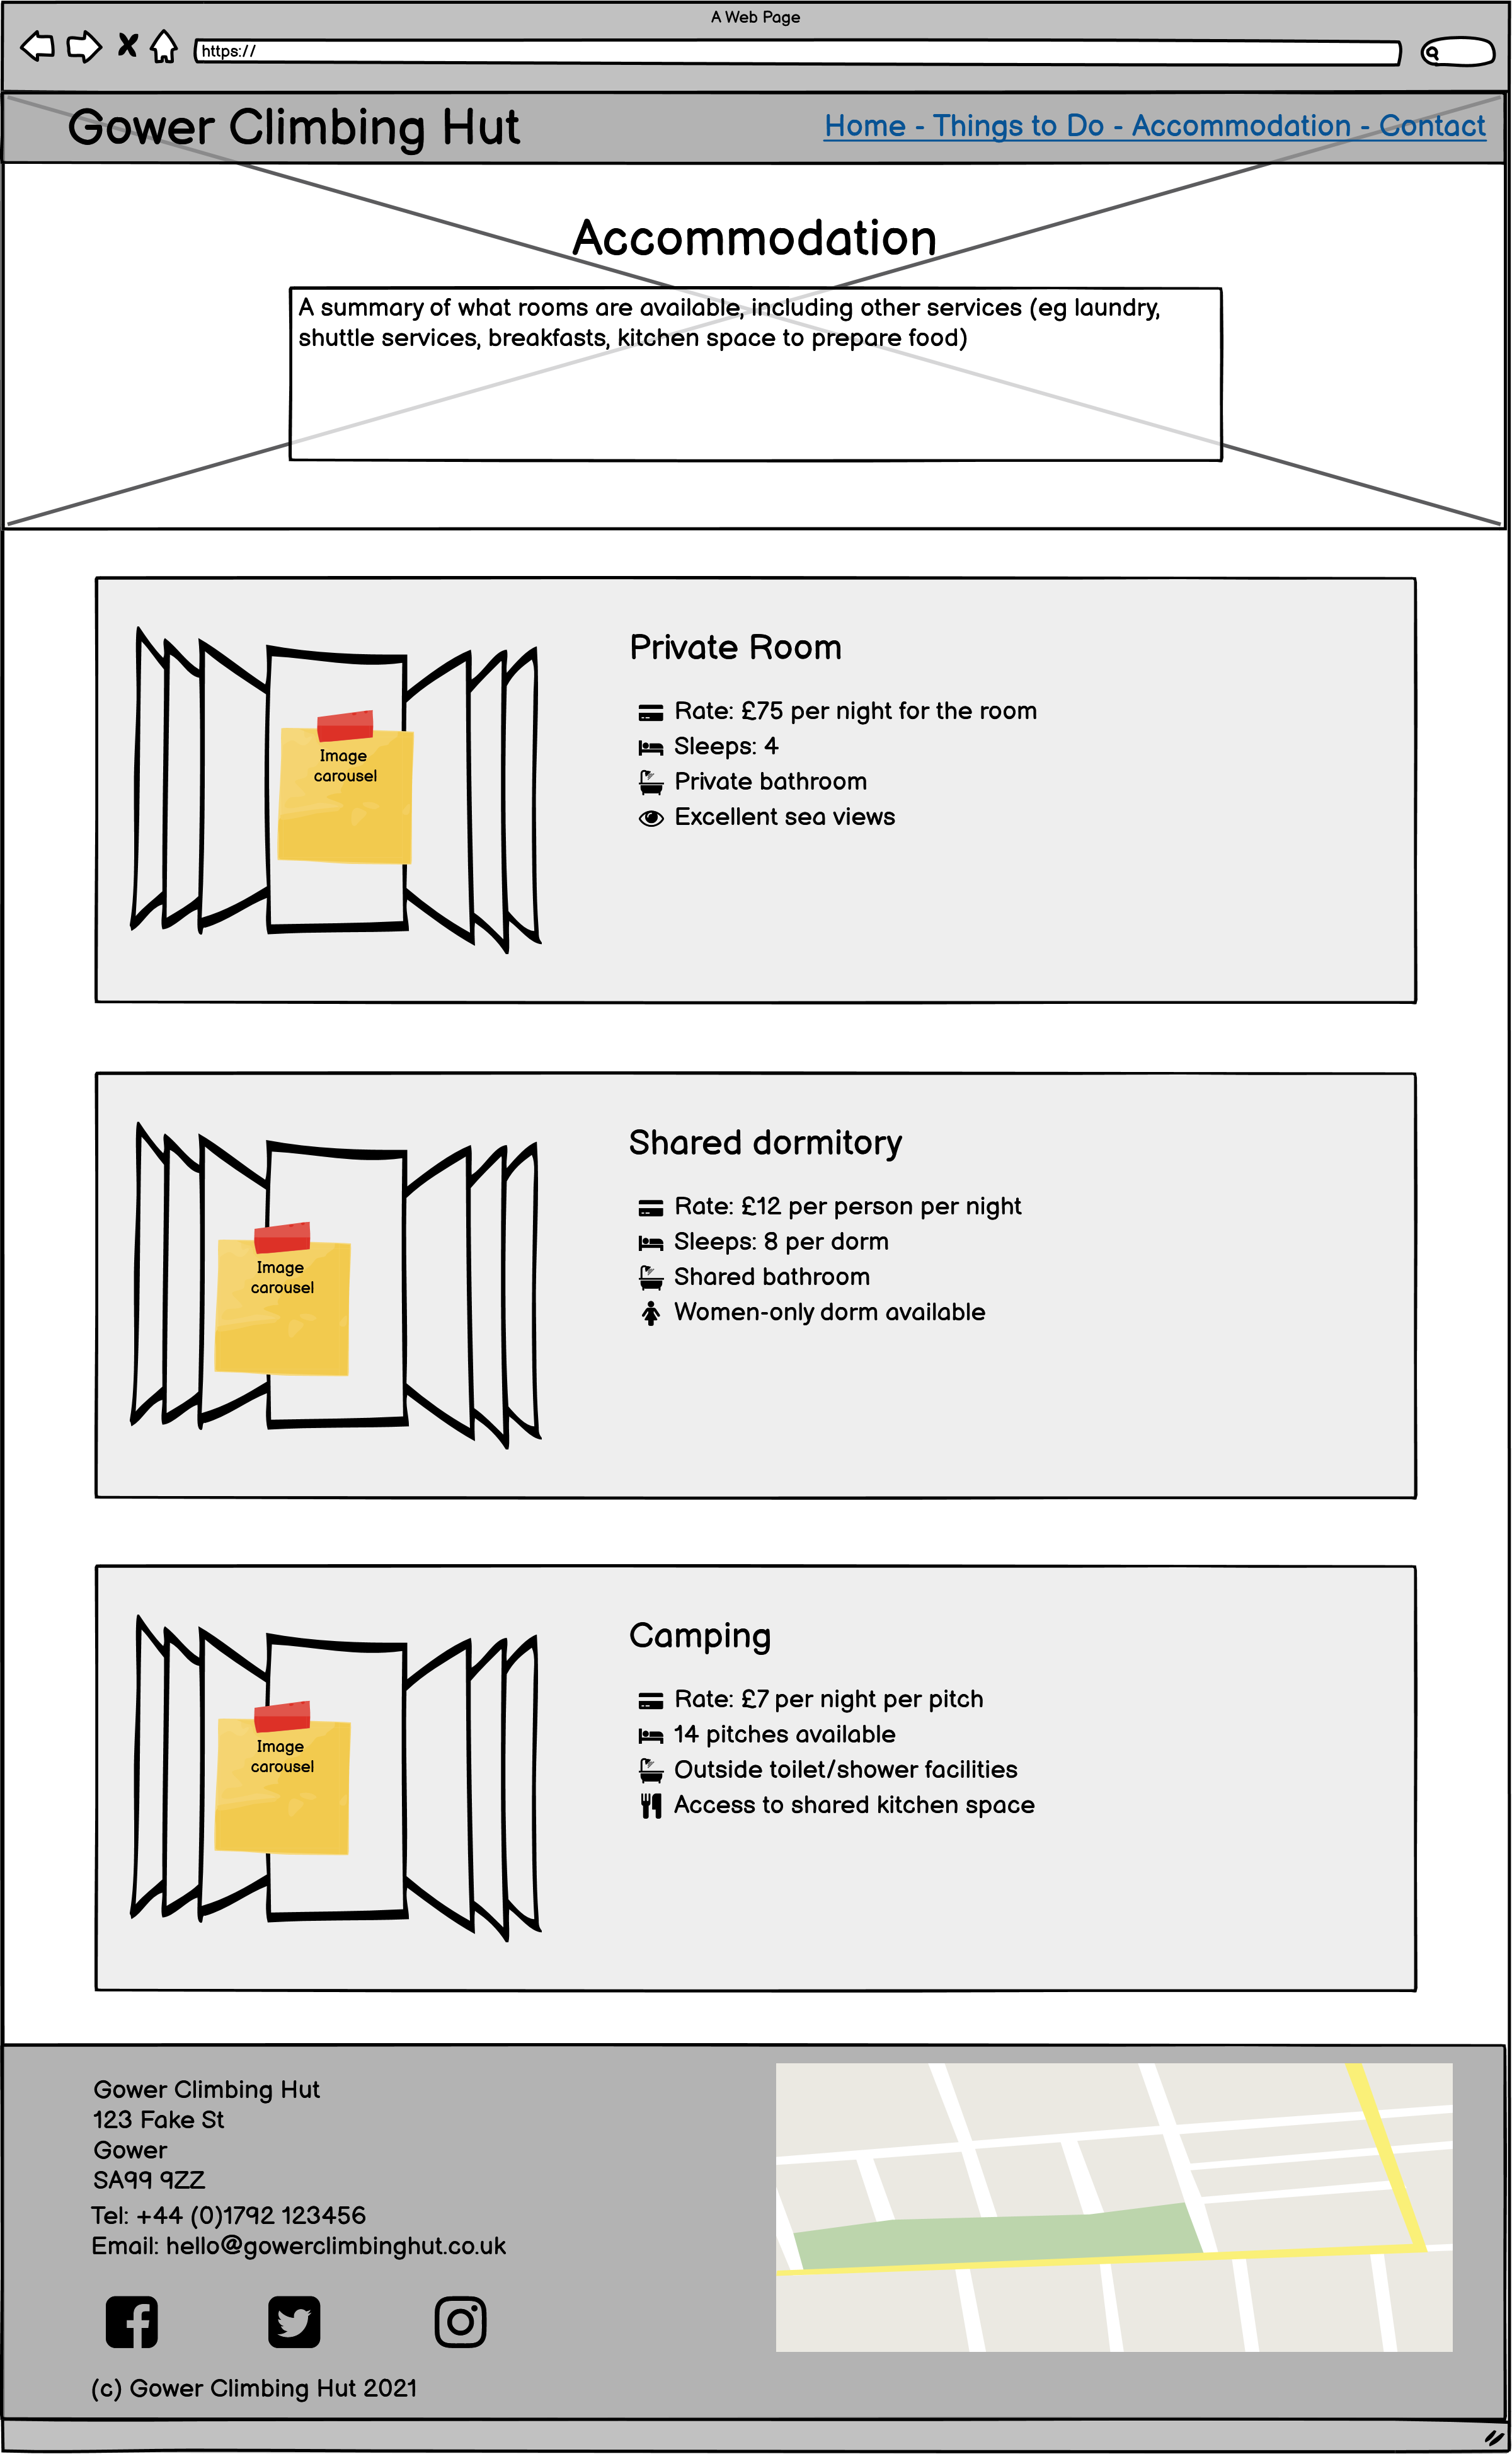 A Web Page
https://
Gower Climbing Hut
Home - Things to Do - Accommodation - Contact
Accommodation
A summary of what rooms are available, including other services (eg laundry,
shuttle services, breakfasts, kitchen space to prepare food)
Image
carousel
Private Room
Rate: £75 per night for the room
Sleeps: 4
Private bathroom
Excellent sea views
Image
carousel
Shared dormitory
Rate: £12 per person per night
Sleeps: 8 per dorm
Shared bathroom
Women-only dorm available
Image
carousel
Camping
Rate: £7 per night per pitch
14 pitches available
Outside toilet/shower facilities
Access to shared kitchen space
Gower Climbing Hut
123 Fake St
Gower
SA99 9ZZ
Tel: +44 (0)1792 123456
Email: hello@gowerclimbinghut.co.uk
(c) Gower Climbing Hut 2021